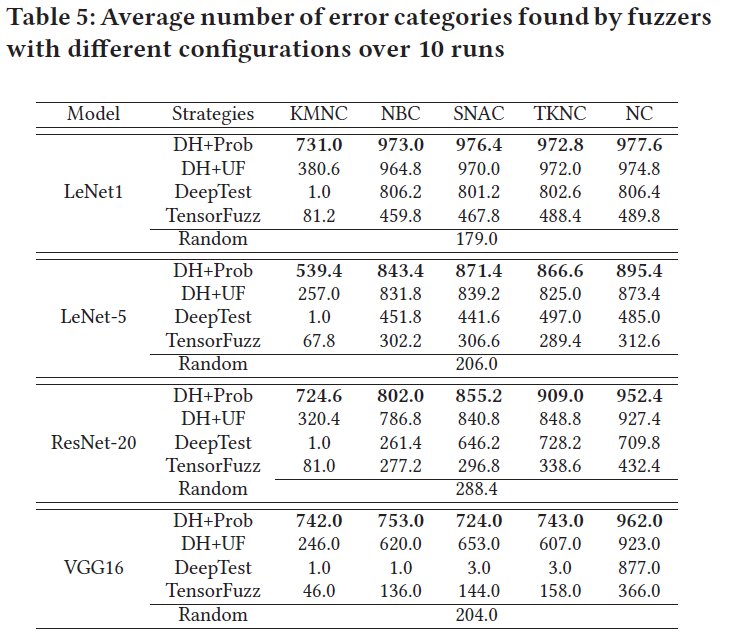 Table 5: Average number of error categories found by fuzzers
with different configurations over 10 runs
Model Strategies KMNC NBC SNAC TKNC NC
DH+Prob 731.0 973.0 976.4 972.8 977.6
DH+UF 380.6 964.8 970.0 972.0 974.8
LeNet1 DeepTest 1.0 806.2 801.2 802.6 806.4
TensorFuzz 81.2 459.8 467.8 488.4 489.8
Random 179.0
DH+Prob 539.4 843.4 871.4 866.6 895.4
DH+UF 257.0 831.8 839.2 825.0 873.4
LeNet-5 DeepTest 1.0 451.8 441.6 497.0 485.0
TensorFuzz 67.8 302.2 306.6 289.4 312.6
Random 206.0
DH+Prob 724.6 802.0 855.2 909.0 952.4
DH+UF 320.4 786.8 840.8 848.8 927.4
ResNet-20 DeepTest 1.0 261.4 646.2 728.2 709.8
TensorFuzz 81.0 277.2 296.8 338.6 432.4
Random 288.4
DH+Prob 742.0 753.0 724.0 743.0 962.0
DH+UF 246.0 620.0 653.0 607.0 923.0
VGG16 DeepTest 1.0 1.0 3.0 3.0 877.0
TensorFuzz 46.0 136.0 144.0 158.0 366.0
Random 204.0